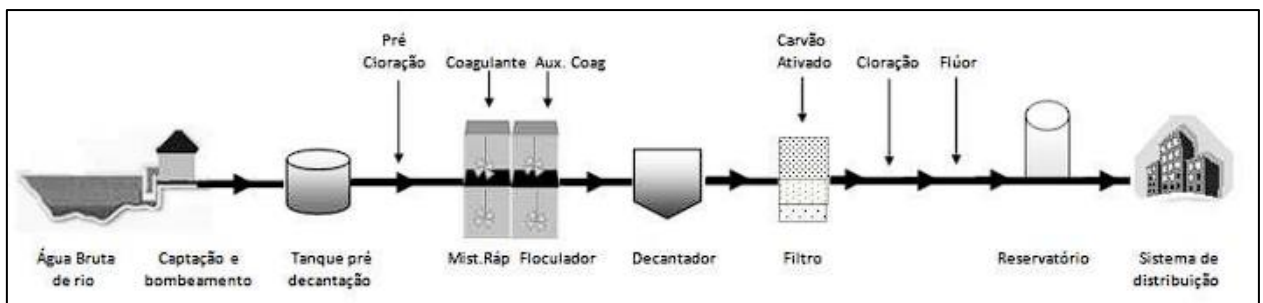 Pré
Cloração
Coagulante Aux. Coag
Carvão
Ativado
Cloração
Flúor
Água Bruta
de rio
Captação e
bombeamento
Tanque pré
decantação
Mist.Ráp
Floculador
Decantador
Filtro
Reservatório
Sistema de
distribuição